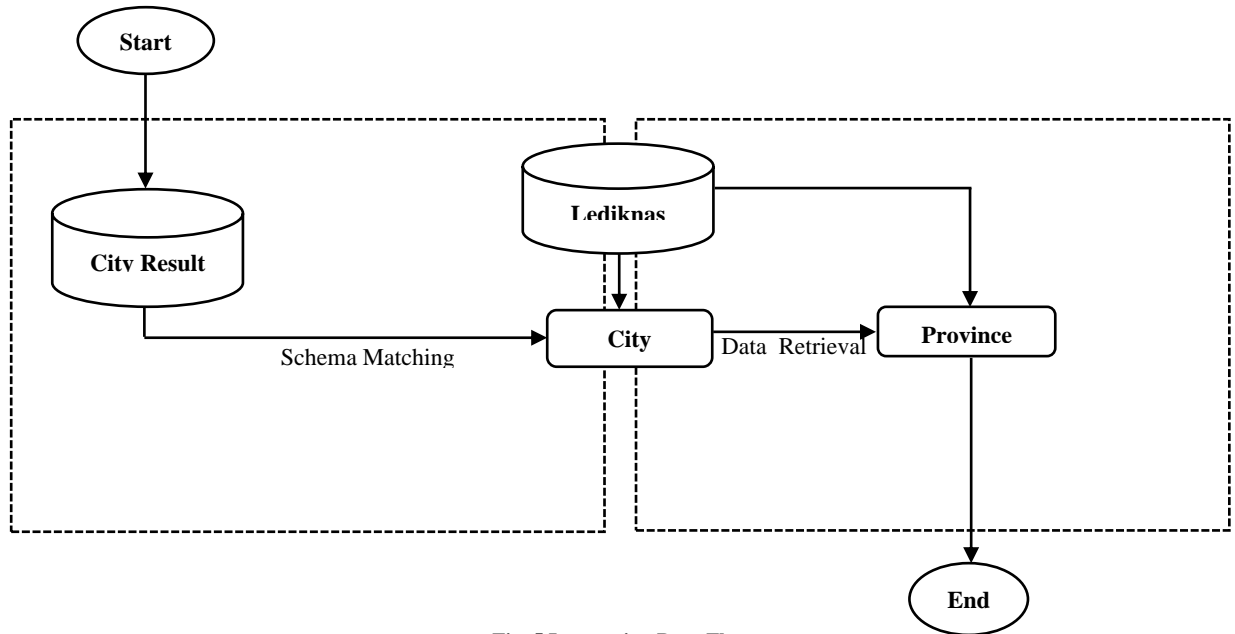 Start
Lediknas
City Result
City
Province
Schema Matching
Data Retrieval
End